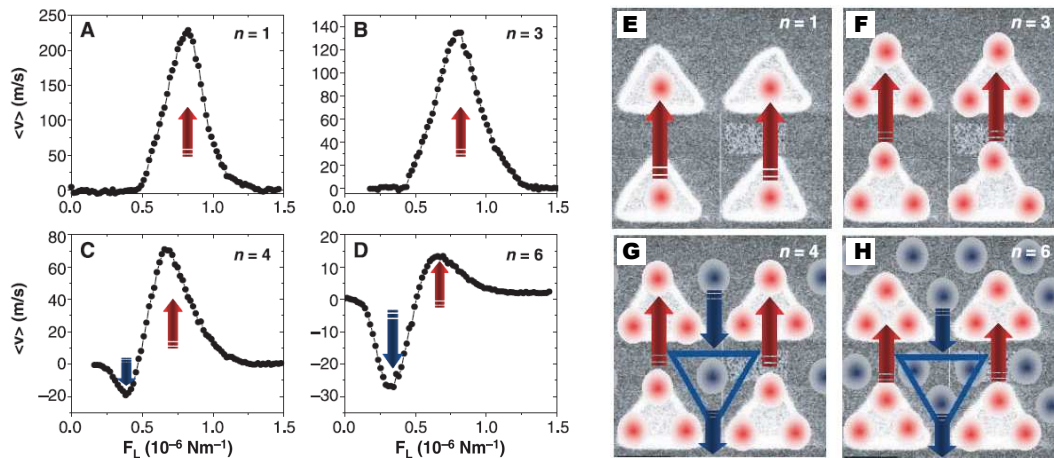 A
n = 1
<v> (m/s)
250
200
150
100
50
0
0.0
0.5
1.0
1.5
B
n = 3
140
120
100
80
60
40
20
0
0.0
0.5
1.0
1.5
C
n = 4
<v> (m/s)
80
60
40
20
0
−20
0.0
0.5
1.0
1.5
F_L (10⁻⁶ Nm⁻¹)
D
n = 6
20
10
0
−10
−20
−30
0.0
0.5
1.0
1.5
F_L (10⁻⁶ Nm⁻¹)
E
n = 1
F
n = 3
G
n = 4
H
n = 6